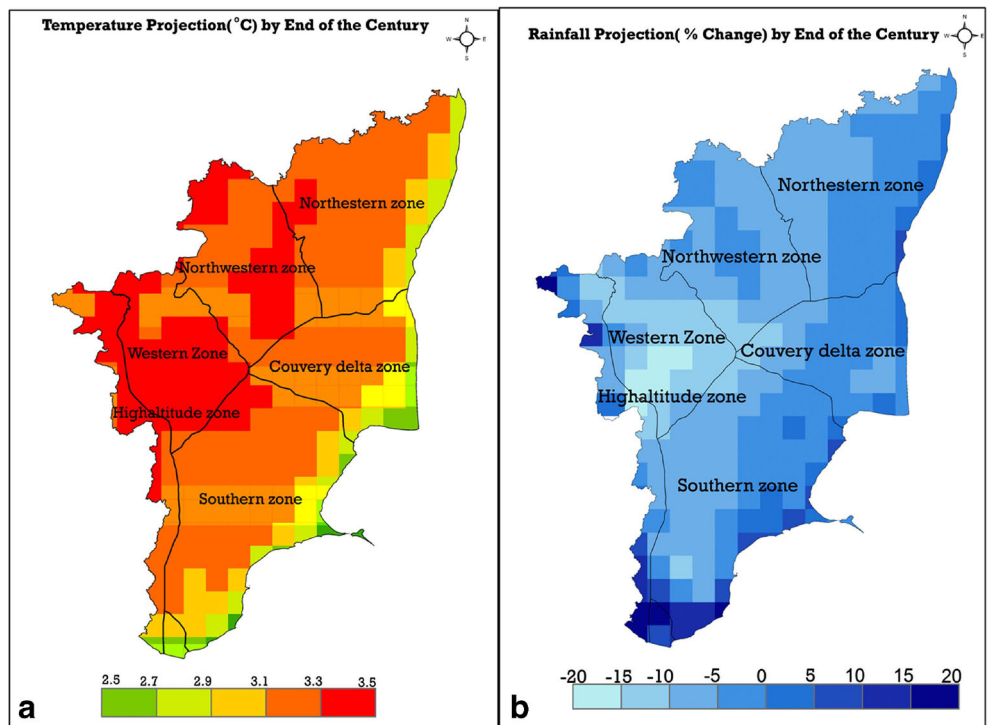 Temperature Projection(°C) by End of the Century
N
W E
S
Northestern zone
Northwestern zone
Western Zone
Couvery delta zone
Highaltitude zone
Southern zone
2.5 2.7 2.9 3.1 3.3 3.5
a
Rainfall Projection( % Change) by End of the Century
N
W E
S
Northestern zone
Northwestern zone
Western Zone
Couvery delta zone
Highaltitude zone
Southern zone
-20 -15 -10 -5 0 5 10 15 20
b